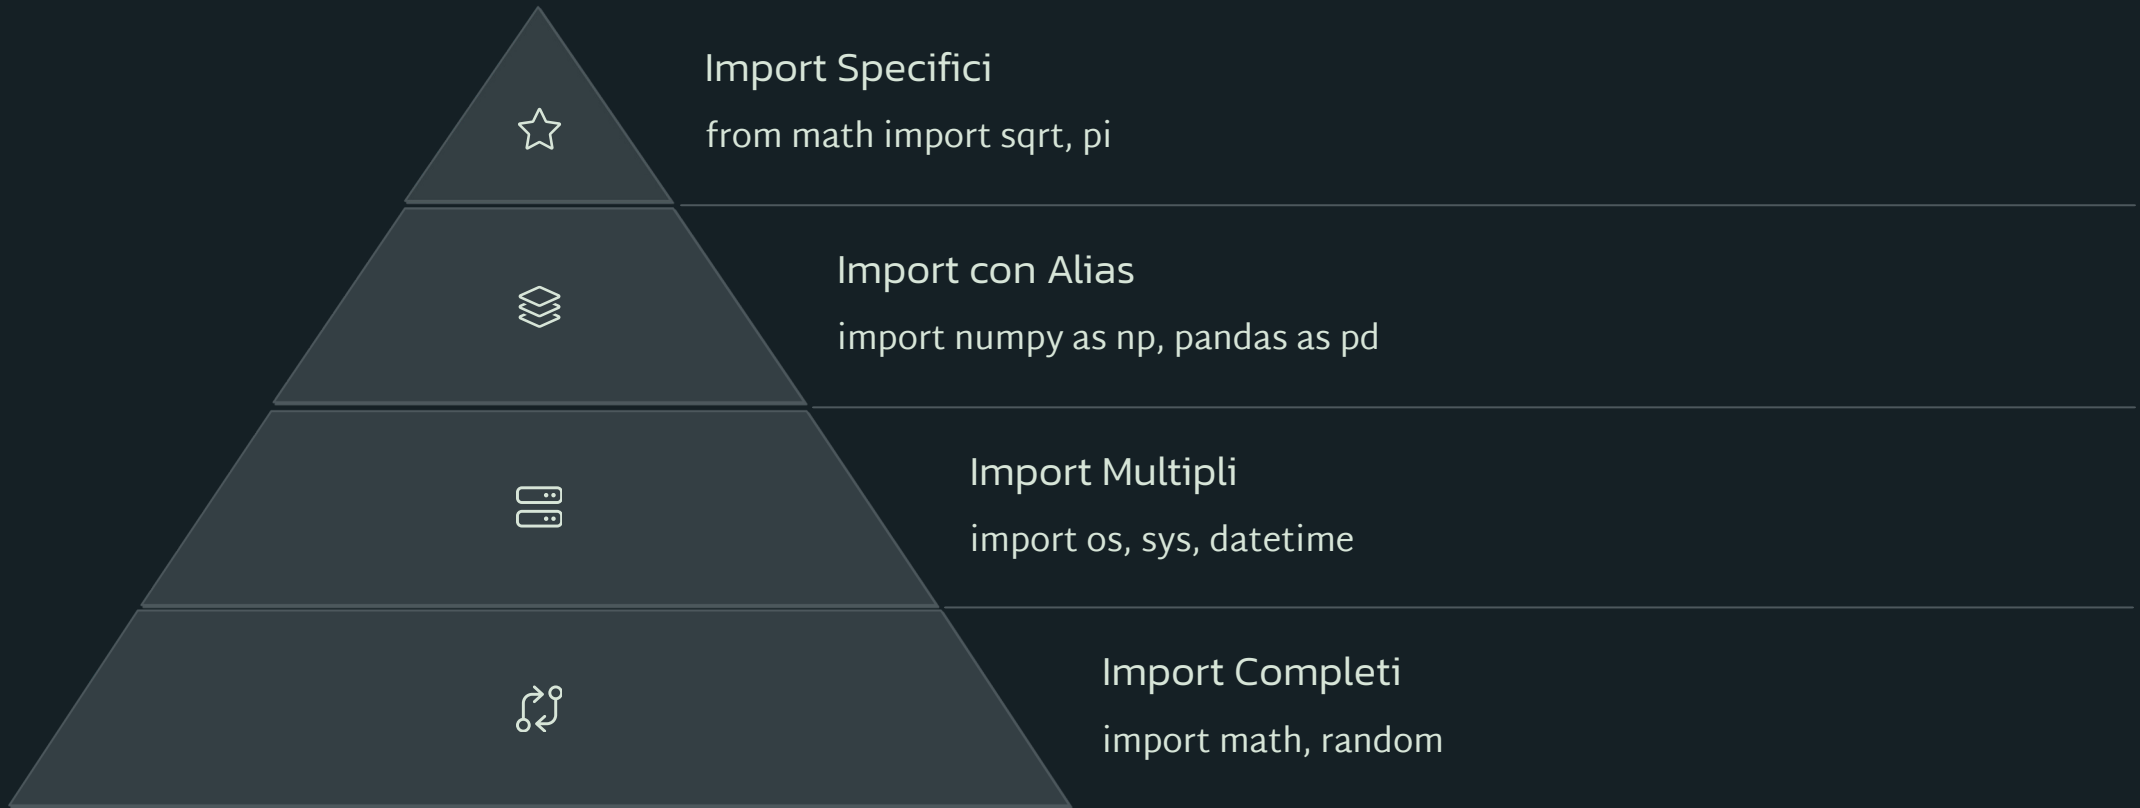 Import Specifici
from math import sqrt, pi
Import con Alias
import numpy as np, pandas as pd
Import Multipli
import os, sys, datetime
Import Completi
import math, random